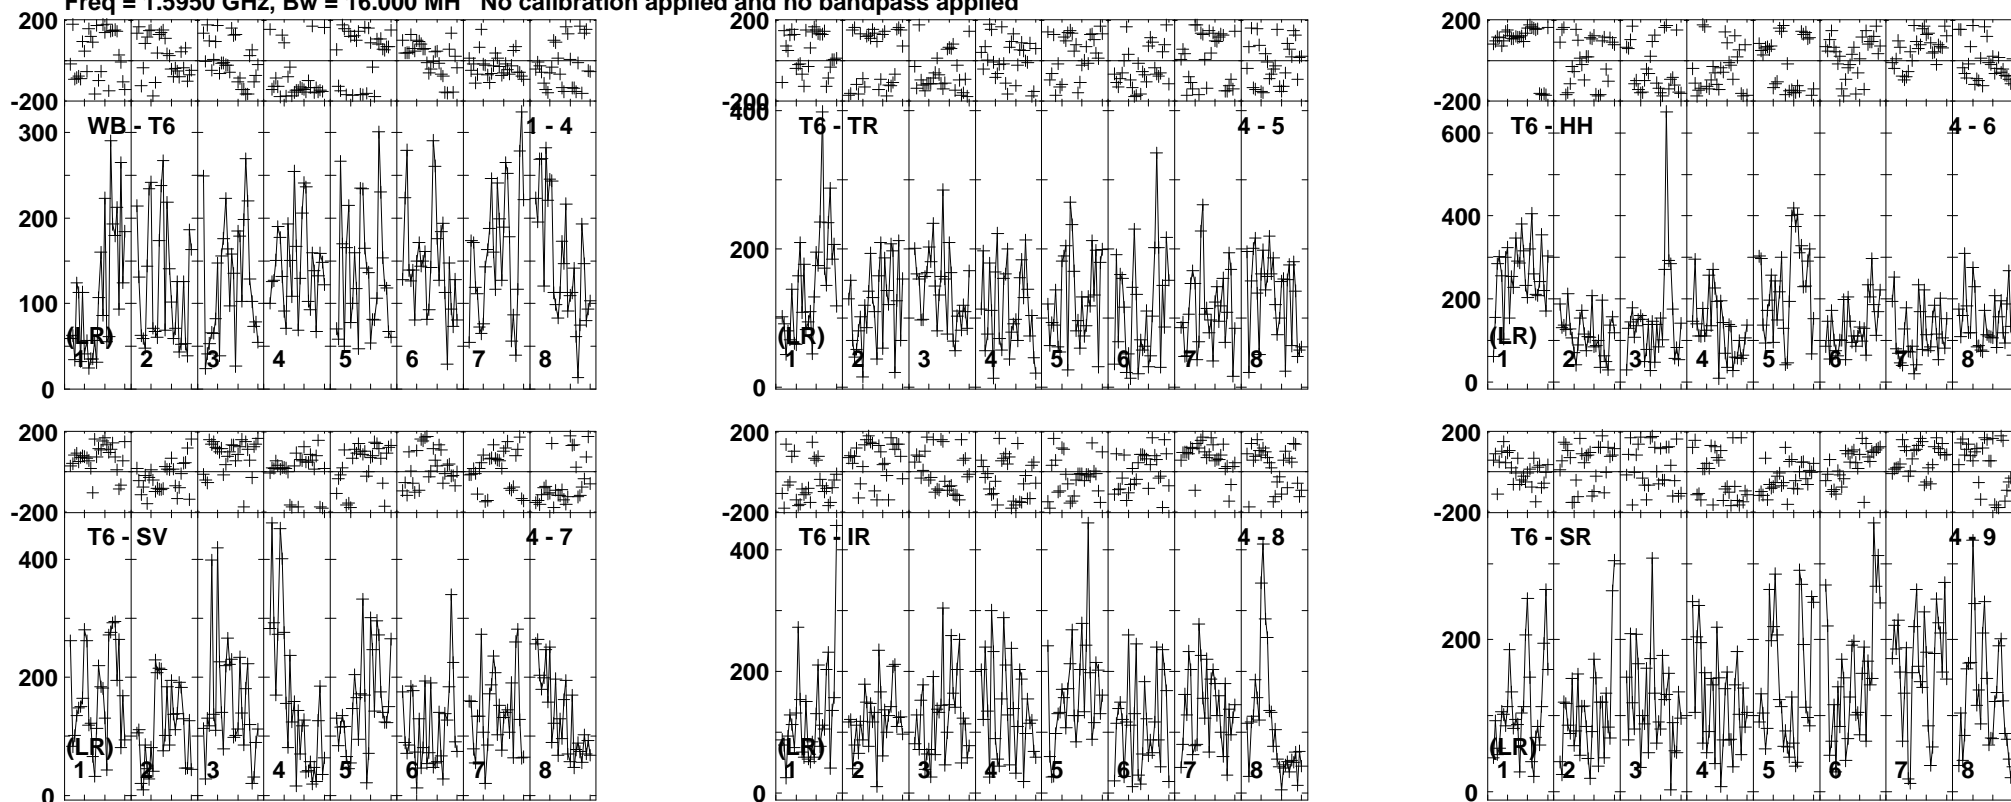 Freq = 1.5950 GHz, Bw = 16.000 MH No calibration applied and no bandpass applied
200
-200
WB - T6 1 - 4
300
200
100
0
(LR)
1 2 3 4 5 6 7 8
200
-200
400
T6 - TR 4 - 5
200
0
(LR)
1 2 3 4 5 6 7 8
200
-200
T6 - HH 4 - 6
600
400
200
0
(LR)
1 2 3 4 5 6 7 8
200
-200
T6 - SV 4 - 7
400
200
0
(LR)
1 2 3 4 5 6 7 8
200
-200
T6 - IR 4 - 8
400
200
0
(LR)
1 2 3 4 5 6 7 8
200
-200
T6 - SR 4 - 9
200
0
(LR)
1 2 3 4 5 6 7 8